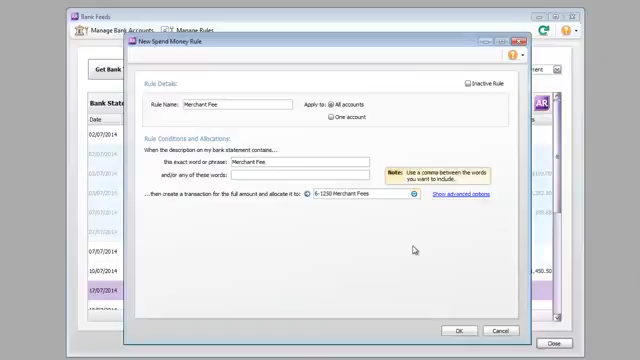 AR Bank Feeds
Manage Bank Accounts Manage Rules
AR New Spend Money Rule
Get Bank
Rule Details:
Inactive Rule
Rule Name: Merchant Fee Apply to: All accounts
One account
Bank State
AR
Date
02/07/2014
Rule Conditions and Allocations:
When the description on my bank statement contains...
this exact word or phrase: Merchant Fee
and/or any of these words:
Note: Use a comma between the words
you want to include.
...then create a transaction for the full amount and allocate it to: 6-1250 Merchant Fees Show advanced options
07/07/2014
10/07/2014
,450.50
17/07/2014
OK Cancel
Close